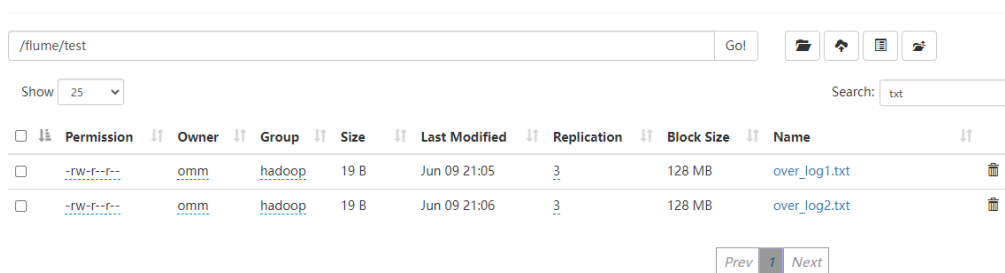 /flume/test Go!
Show 25 Search: txt
Permission Owner Group Size Last Modified Replication Block Size Name
-rw-r--r-- omm hadoop 19 B Jun 09 21:05 3 128 MB over_log1.txt
-rw-r--r-- omm hadoop 19 B Jun 09 21:06 3 128 MB over_log2.txt
Prev 1 Next